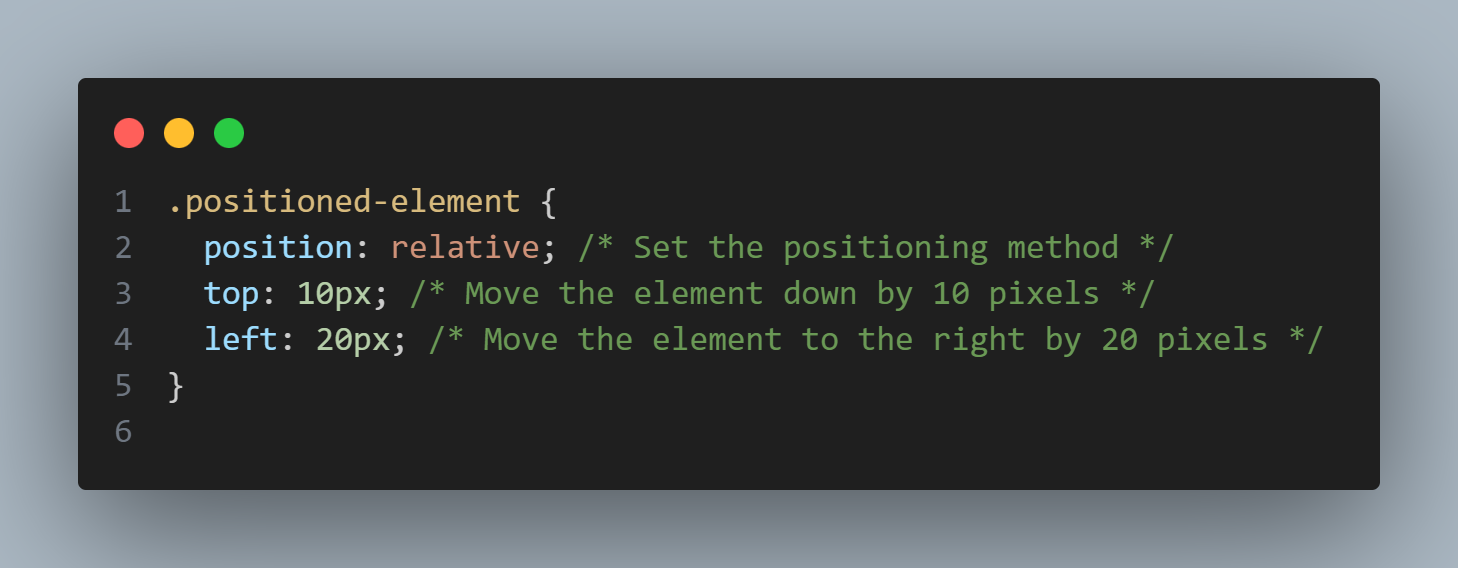 1 .positioned-element {
2   position: relative; /* Set the positioning method */
3   top: 10px; /* Move the element down by 10 pixels */
4   left: 20px; /* Move the element to the right by 20 pixels */
5 }
6